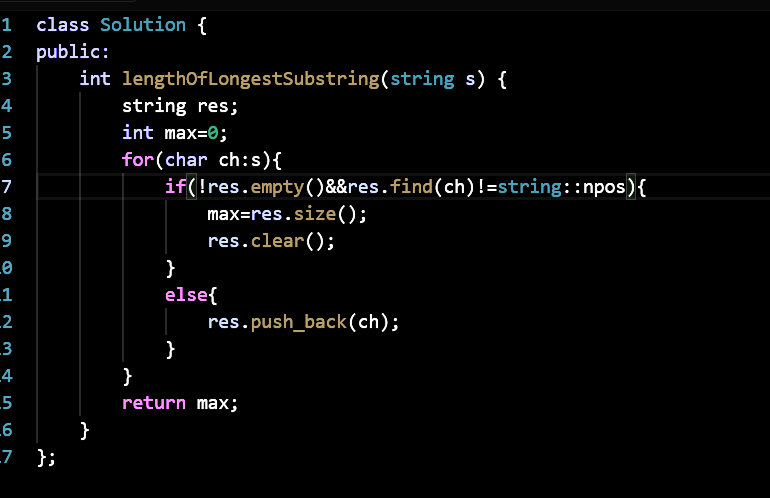 1 class Solution {
2 public:
3 int lengthOfLongestSubstring(string s) {
4 string res;
5 int max=0;
6 for(char ch:s){
7 if(!res.empty()&&res.find(ch)!=string::npos){
8 max=res.size();
9 res.clear();
0 }
1 else{
2 res.push_back(ch);
3 }
4 }
5 return max;
6 }
7 };